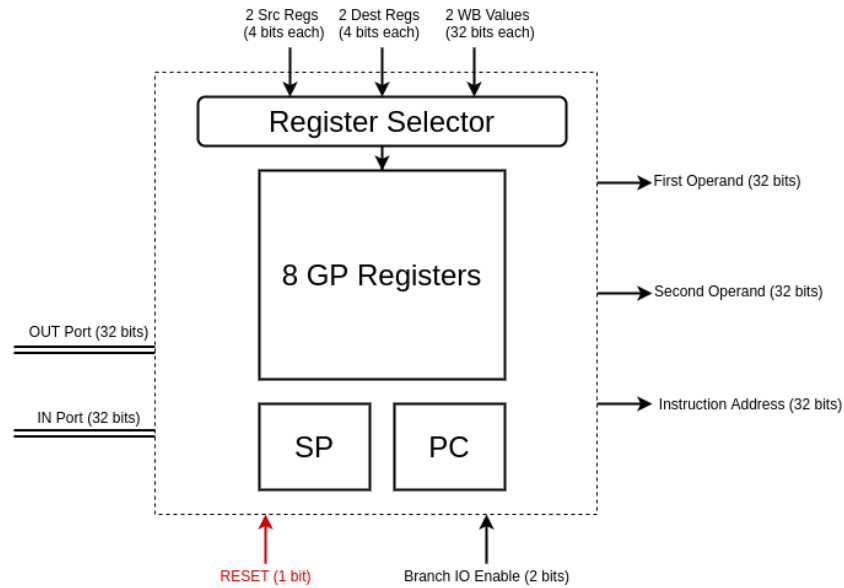 2 Src Regs
(4 bits each)
2 Dest Regs
(4 bits each)
2 WB Values
(32 bits each)
Register Selector
First Operand (32 bits)
8 GP Registers
Second Operand (32 bits)
OUT Port (32 bits)
IN Port (32 bits)
Instruction Address (32 bits)
SP
PC
RESET (1 bit)
Branch IO Enable (2 bits)